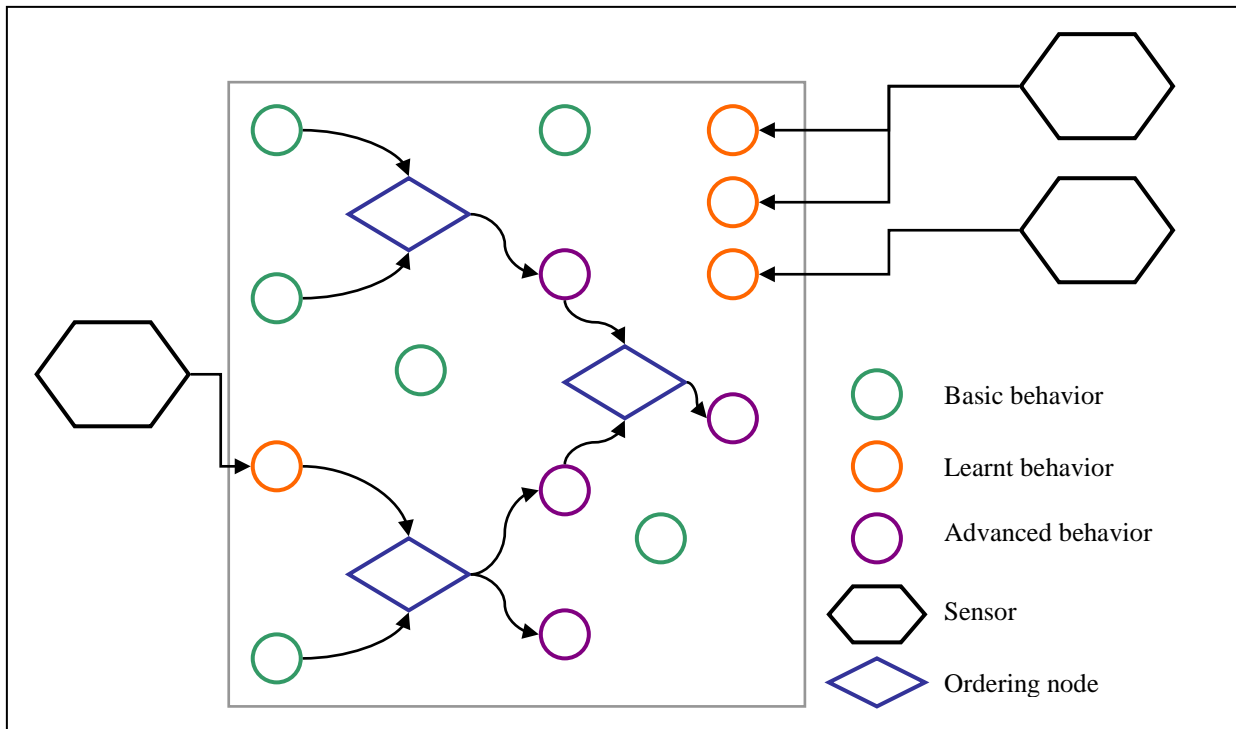 Basic behavior
Learnt behavior
Advanced behavior
Sensor
Ordering node